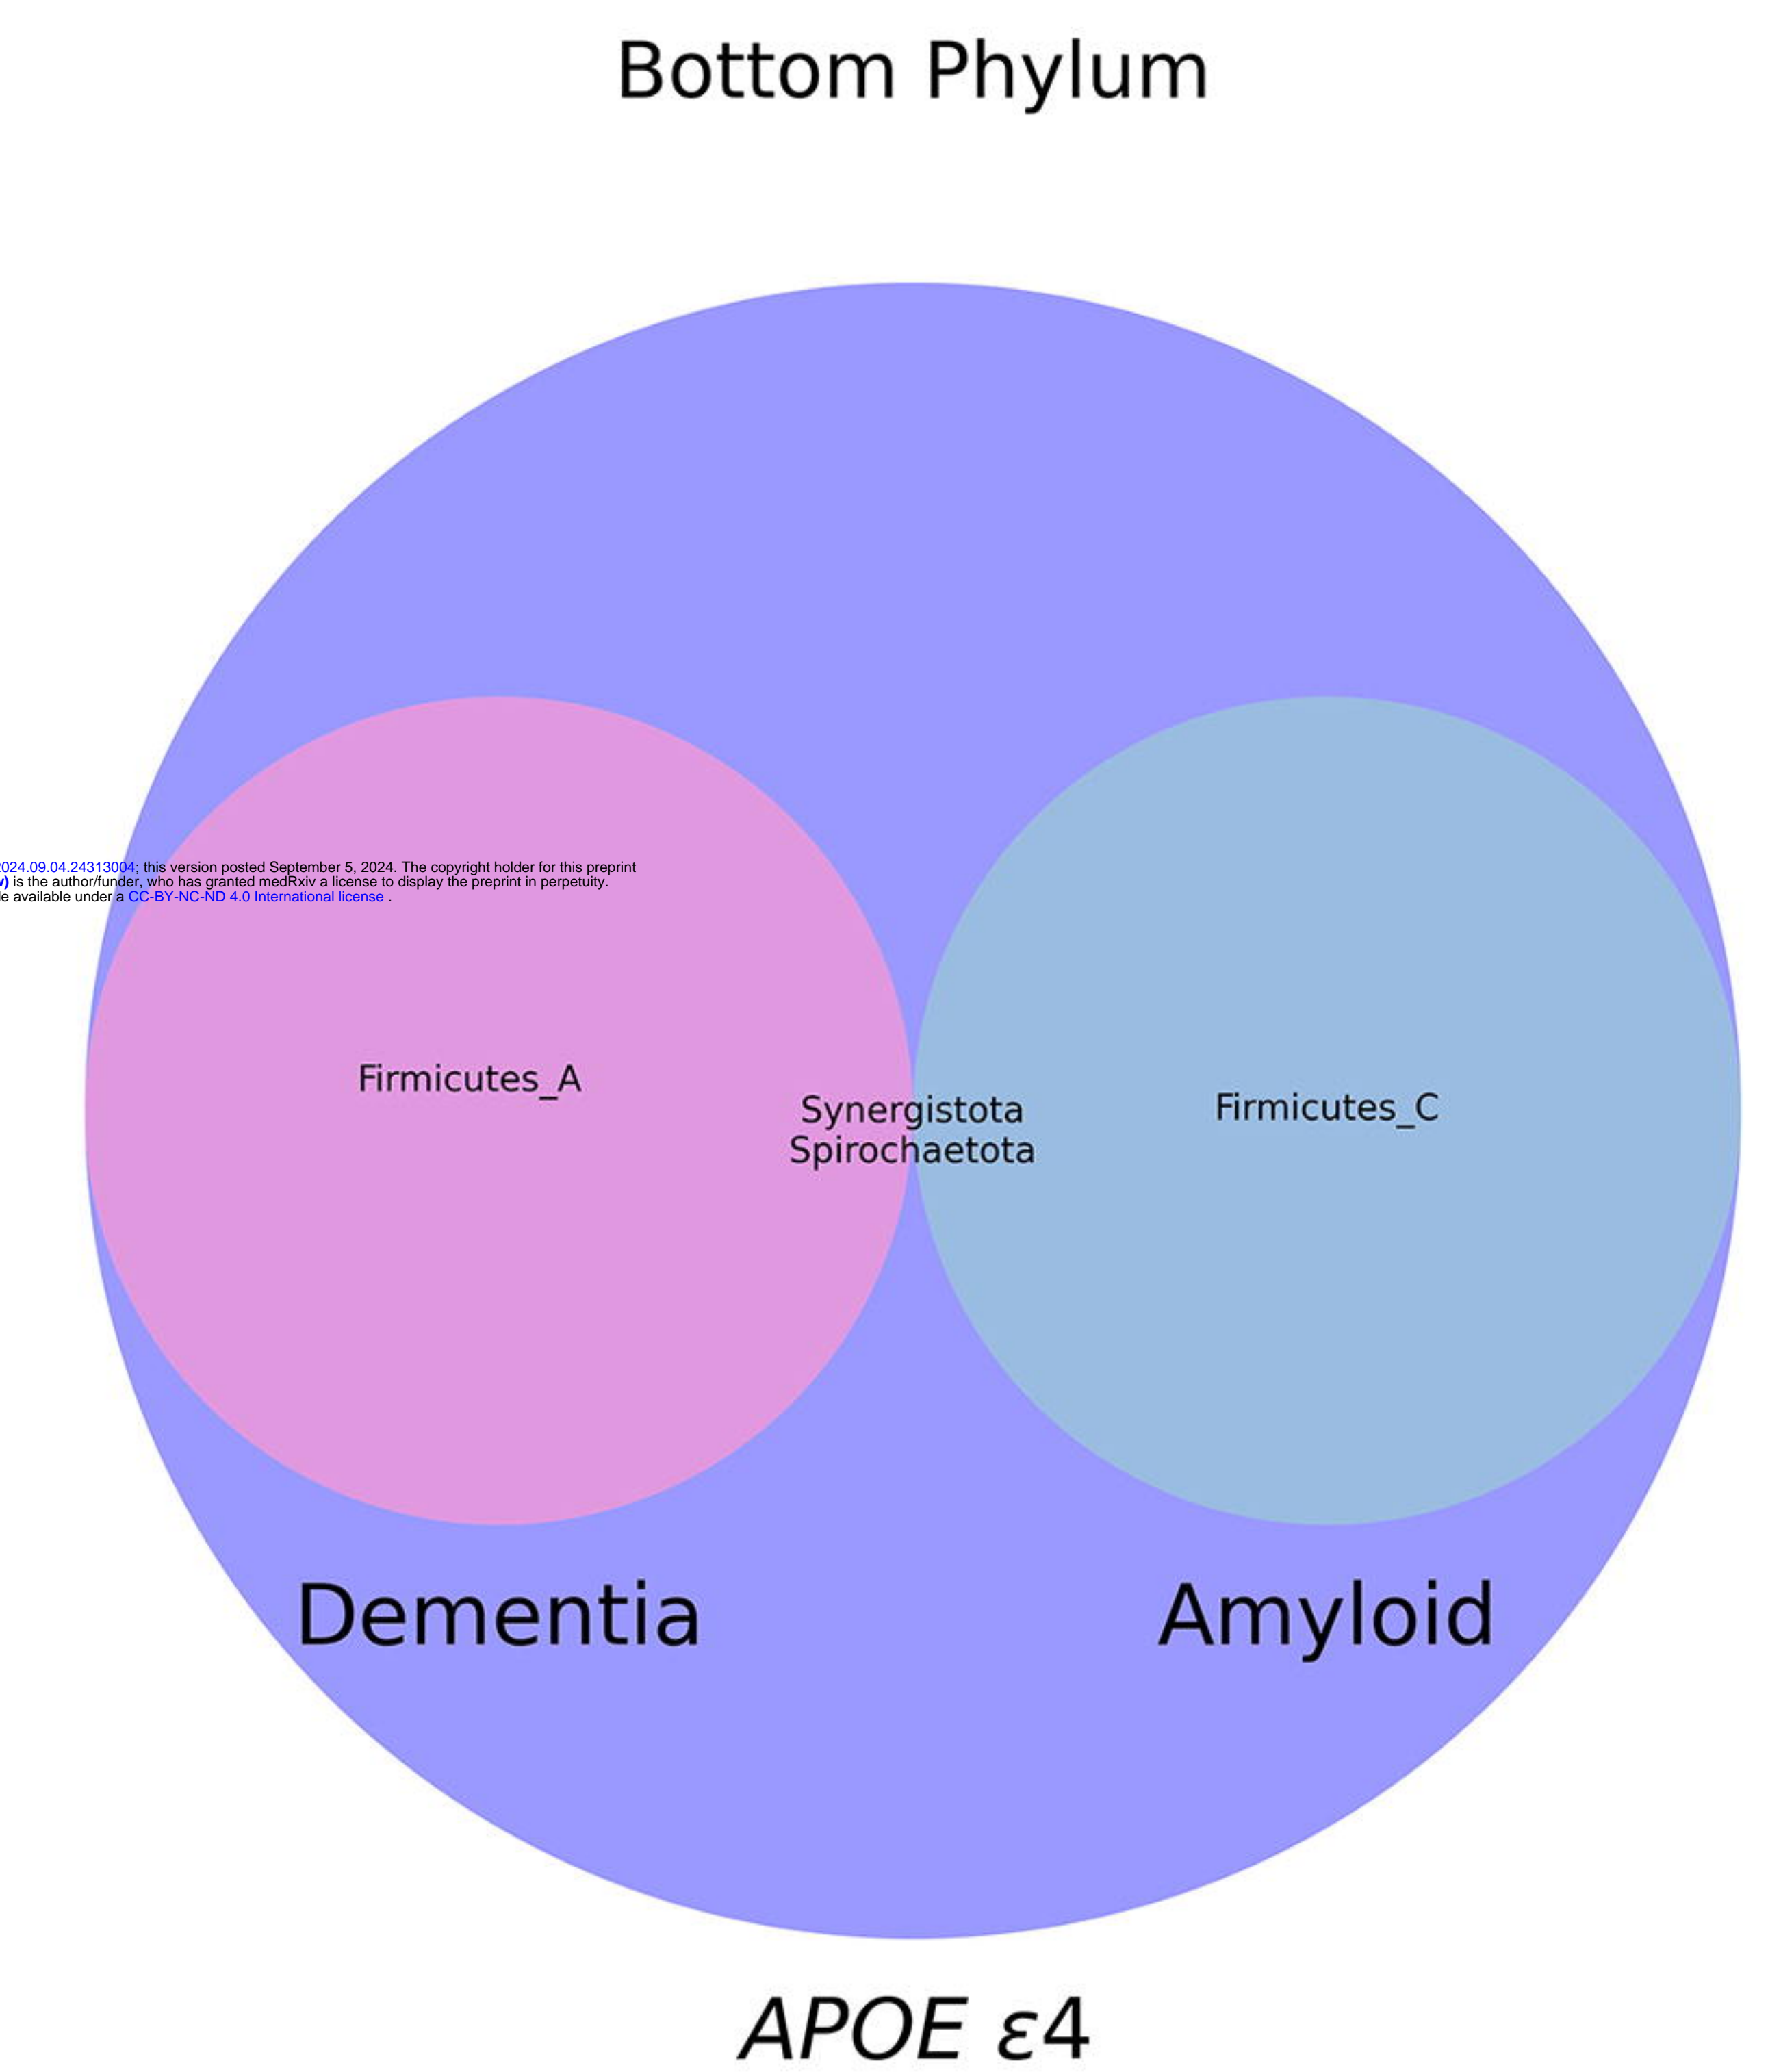 Bottom Phylum
2024.09.04.24313004; this version posted September 5, 2024. The copyright holder for this preprint
is the author/funder, who has granted medRxiv a license to display the preprint in perpetuity.
available under a CC-BY-NC-ND 4.0 International license .
Firmicutes_A
Synergistota
Spirochaetota
Firmicutes_C
Dementia
Amyloid
APOE ε4